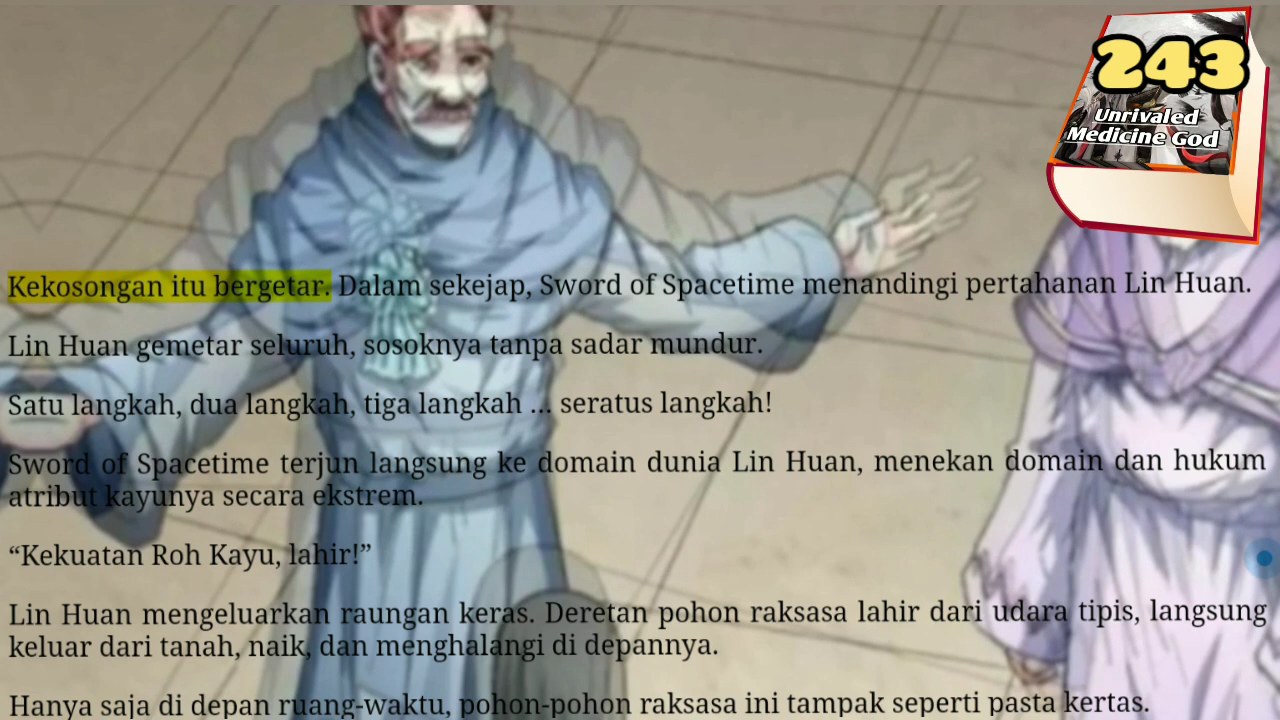 243
Unrivaled
Medicine God
Kekosongan itu bergetar. Dalam sekejap, Sword of Spacetime menandingi pertahanan Lin Huan.
Lin Huan gemetar seluruh, sosoknya tanpa sadar mundur.
Satu langkah, dua langkah, tiga langkah … seratus langkah!
Sword of Spacetime terjun langsung ke domain dunia Lin Huan, menekan domain dan hukum
atribut kayunya secara ekstrem.
“Kekuatan Roh Kayu, lahir!”
Lin Huan mengeluarkan raungan keras. Deretan pohon raksasa lahir dari udara tipis, langsung
keluar dari tanah, naik, dan menghalangi di depannya.
Hanya saja di depan ruang-waktu, pohon-pohon raksasa ini tampak seperti pasta kertas.